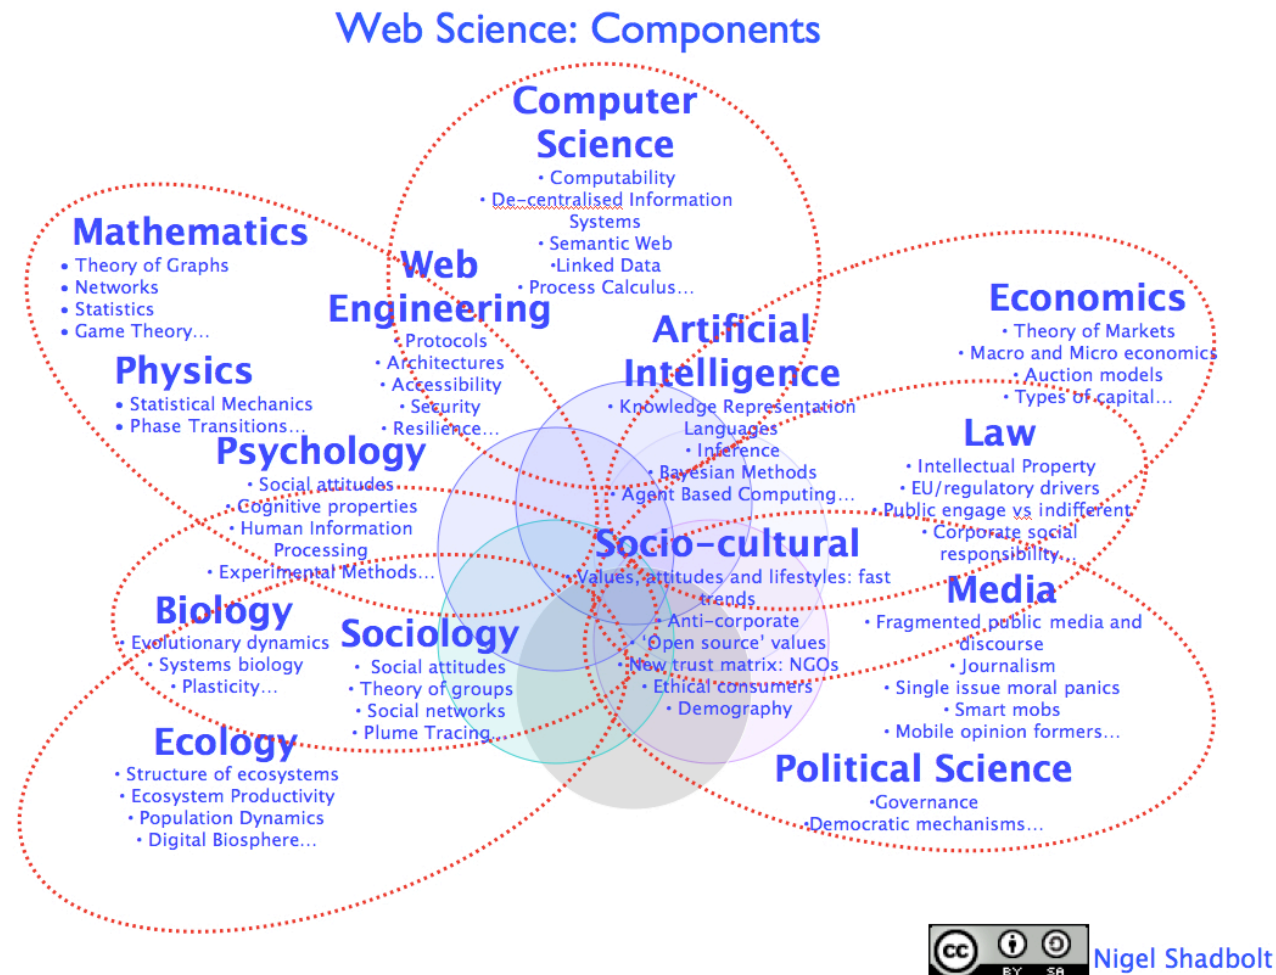 Web Science: Components
Computer
Science
• Computability
• De-centralised Information
Systems
• Semantic Web
•Linked Data
• Process Calculus…
Mathematics
• Theory of Graphs
• Networks
• Statistics
• Game Theory…
Web
Engineering
• Protocols
• Architectures
• Accessibility
• Security
• Resilience…
Artificial
Intelligence
• Knowledge Representation
Languages
• Inference
• Bayesian Methods
• Agent Based Computing…
Economics
• Theory of Markets
• Macro and Micro economics
• Auction models
• Types of capital…
Physics
• Statistical Mechanics
• Phase Transitions…
Law
• Intellectual Property
• EU/regulatory drivers
• Public engage vs indifferent
• Corporate social
responsibility…
Psychology
• Social attitudes
• Cognitive properties
• Human Information
Processing
• Experimental Methods…
Socio-cultural
• Values, attitudes and lifestyles: fast
trends
• Anti-corporate
• 'Open source' values
• New trust matrix: NGOs
• Ethical consumers
• Demography
Media
• Fragmented public media and
discourse
• Journalism
• Single issue moral panics
• Smart mobs
• Mobile opinion formers…
Biology
• Evolutionary dynamics
• Systems biology
• Plasticity…
Sociology
• Social attitudes
• Theory of groups
• Social networks
• Plume Tracing…
Ecology
• Structure of ecosystems
• Ecosystem Productivity
• Population Dynamics
• Digital Biosphere…
Political Science
•Governance
•Democratic mechanisms…
cc
BY SA
Nigel Shadbolt